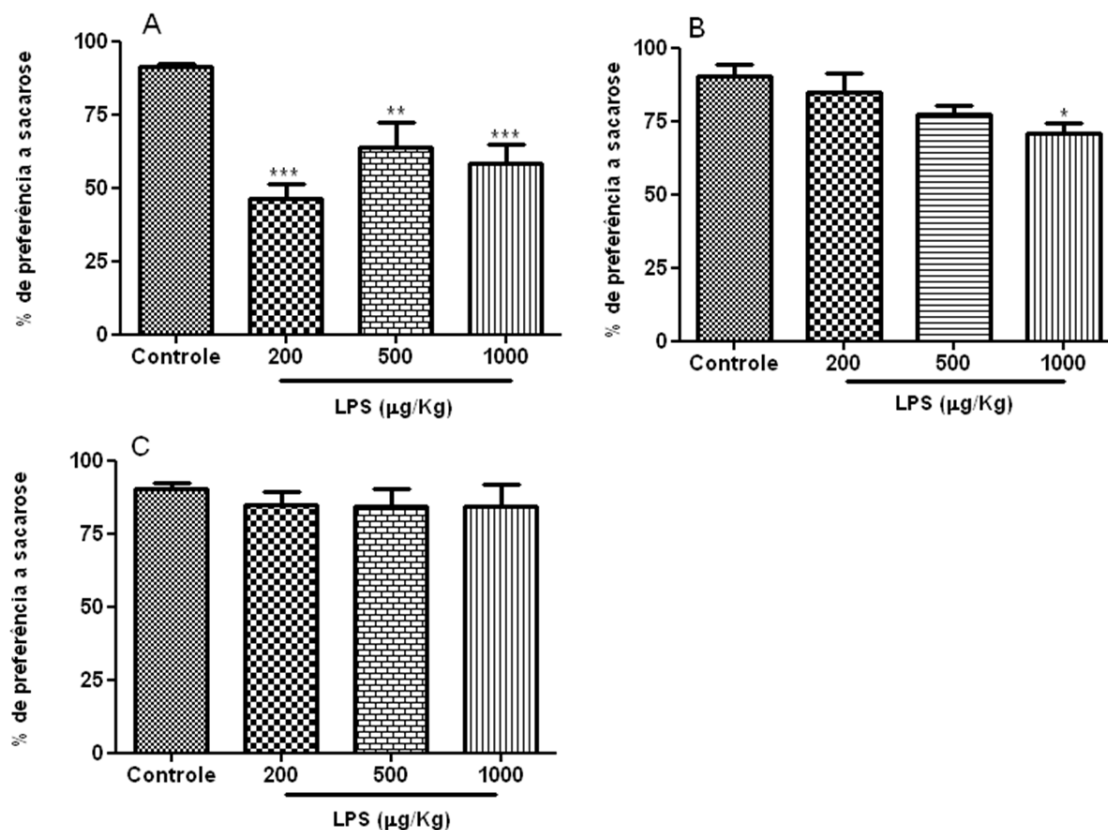 A
% de preferência a sacarose
100
75
50
25
0
***
**
***
Controle 200 500 1000
LPS (µg/Kg)
B
% de preferência a sacarose
100
75
50
25
0
*
Controle 200 500 1000
LPS (µg/Kg)
C
% de preferência a sacarose
100
75
50
25
0
Controle 200 500 1000
LPS (µg/Kg)